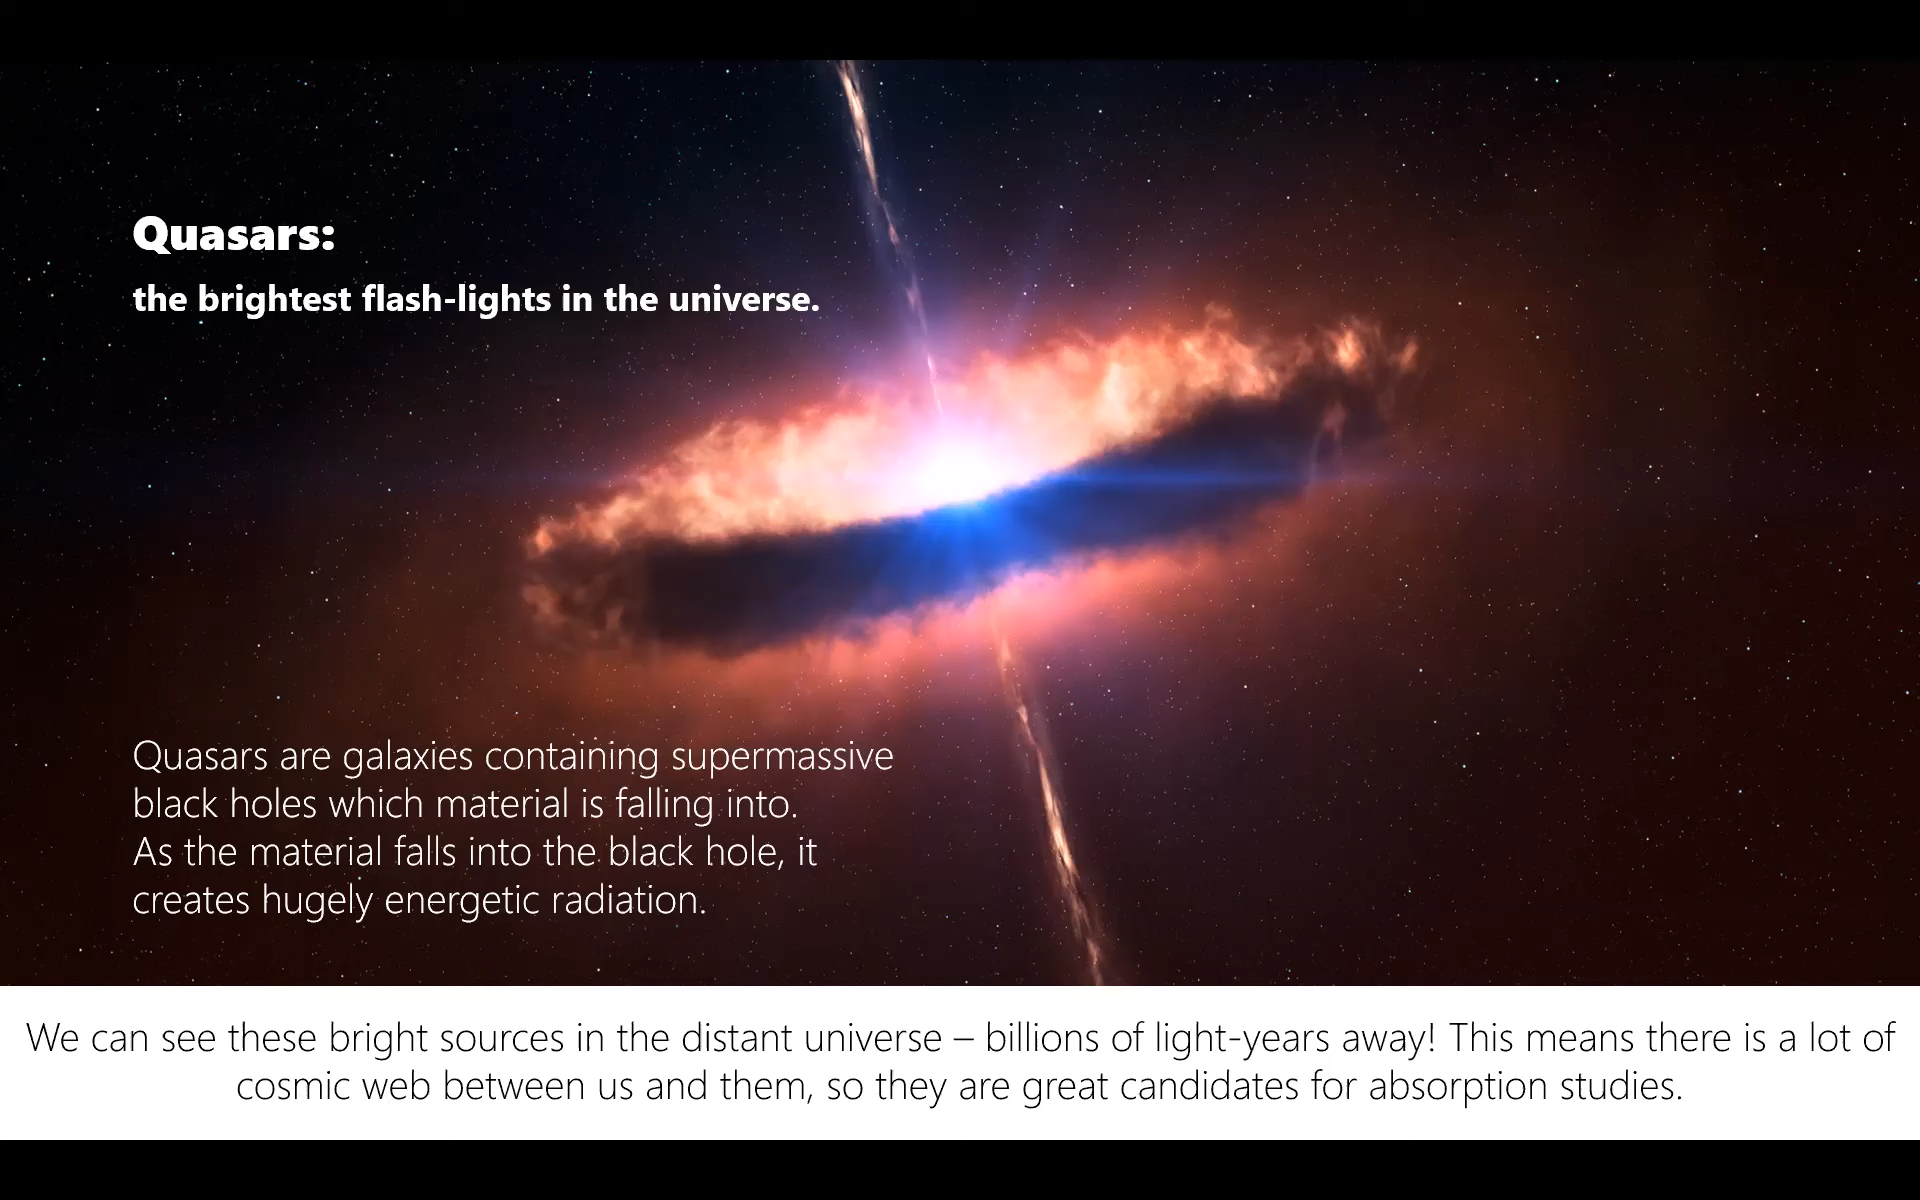 Quasars:
the brightest flash-lights in the universe.
Quasars are galaxies containing supermassive
black holes which material is falling into.
As the material falls into the black hole, it
creates hugely energetic radiation.
We can see these bright sources in the distant universe – billions of light-years away! This means there is a lot of
cosmic web between us and them, so they are great candidates for absorption studies.